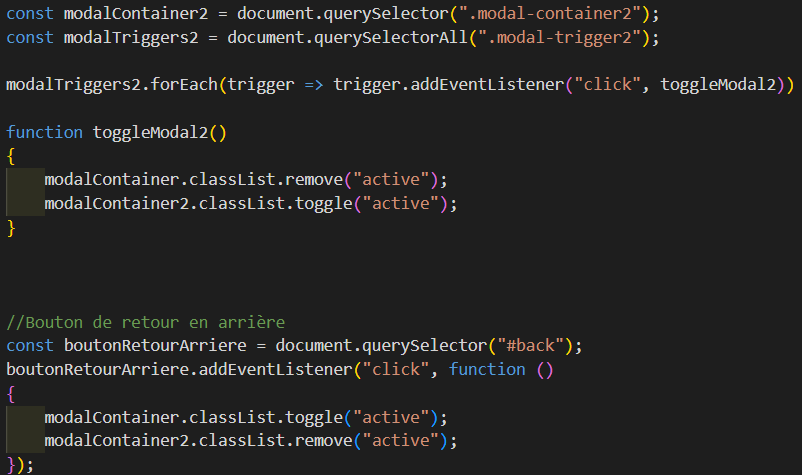 const modalContainer2 = document.querySelector(".modal-container2");
const modalTriggers2 = document.querySelectorAll(".modal-trigger2");
modalTriggers2.forEach(trigger => trigger.addEventListener("click", toggleModal2))
function toggleModal2()
{
    modalContainer.classList.remove("active");
    modalContainer2.classList.toggle("active");
}
//Bouton de retour en arrière
const boutonRetourArriere = document.querySelector("#back");
boutonRetourArriere.addEventListener("click", function ()
{
    modalContainer.classList.toggle("active");
    modalContainer2.classList.remove("active");
});